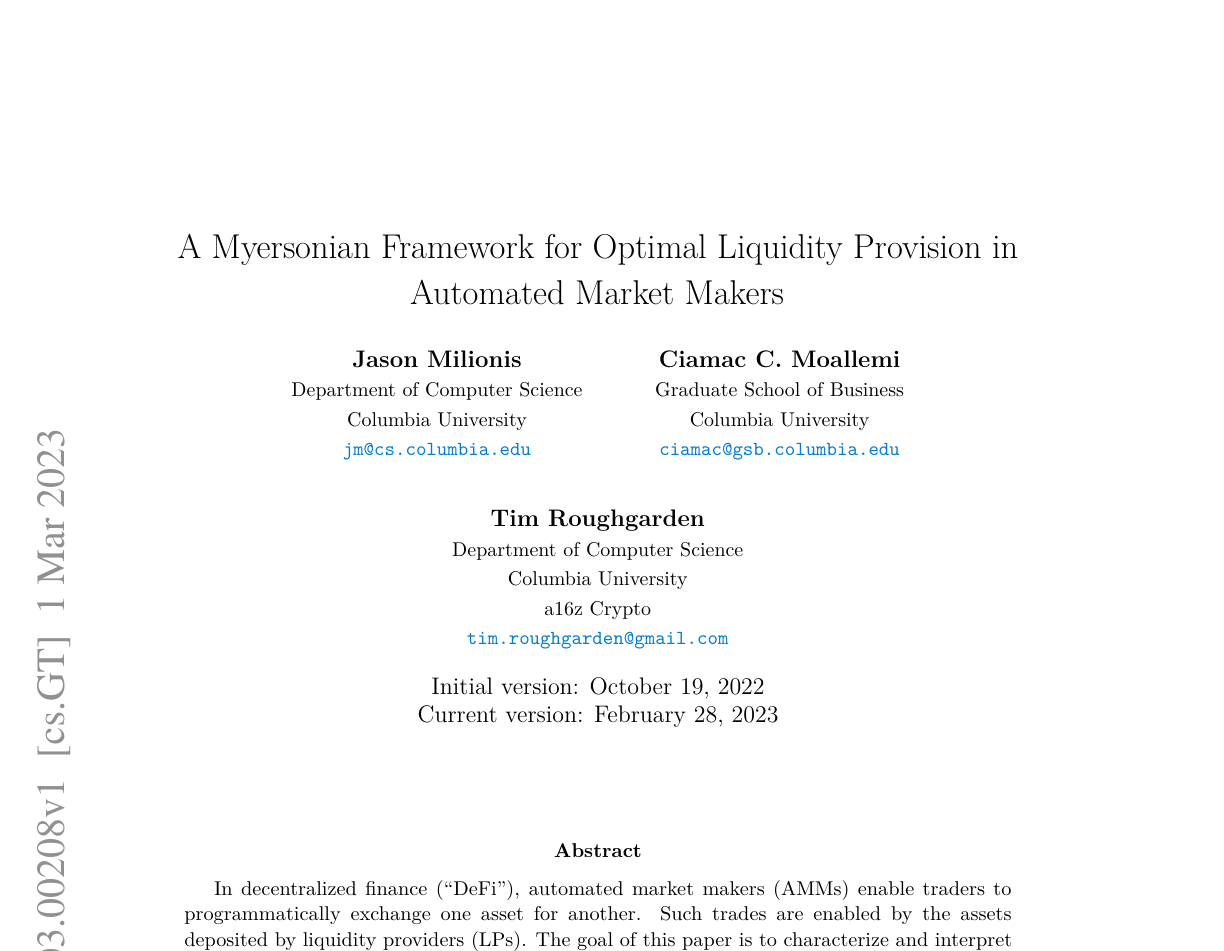 A Myersonian Framework for Optimal Liquidity Provision in
Automated Market Makers
Jason Milionis
Department of Computer Science
Columbia University
jm@cs.columbia.edu
Ciamac C. Moallemi
Graduate School of Business
Columbia University
ciamac@gsb.columbia.edu
Tim Roughgarden
Department of Computer Science
Columbia University
a16z Crypto
tim.roughgarden@gmail.com
Initial version: October 19, 2022
Current version: February 28, 2023
Abstract
In decentralized finance (“DeFi”), automated market makers (AMMs) enable traders to
programmatically exchange one asset for another. Such trades are enabled by the assets
deposited by liquidity providers (LPs). The goal of this paper is to characterize and interpret
03.00208v1 [cs.GT] 1 Mar 2023